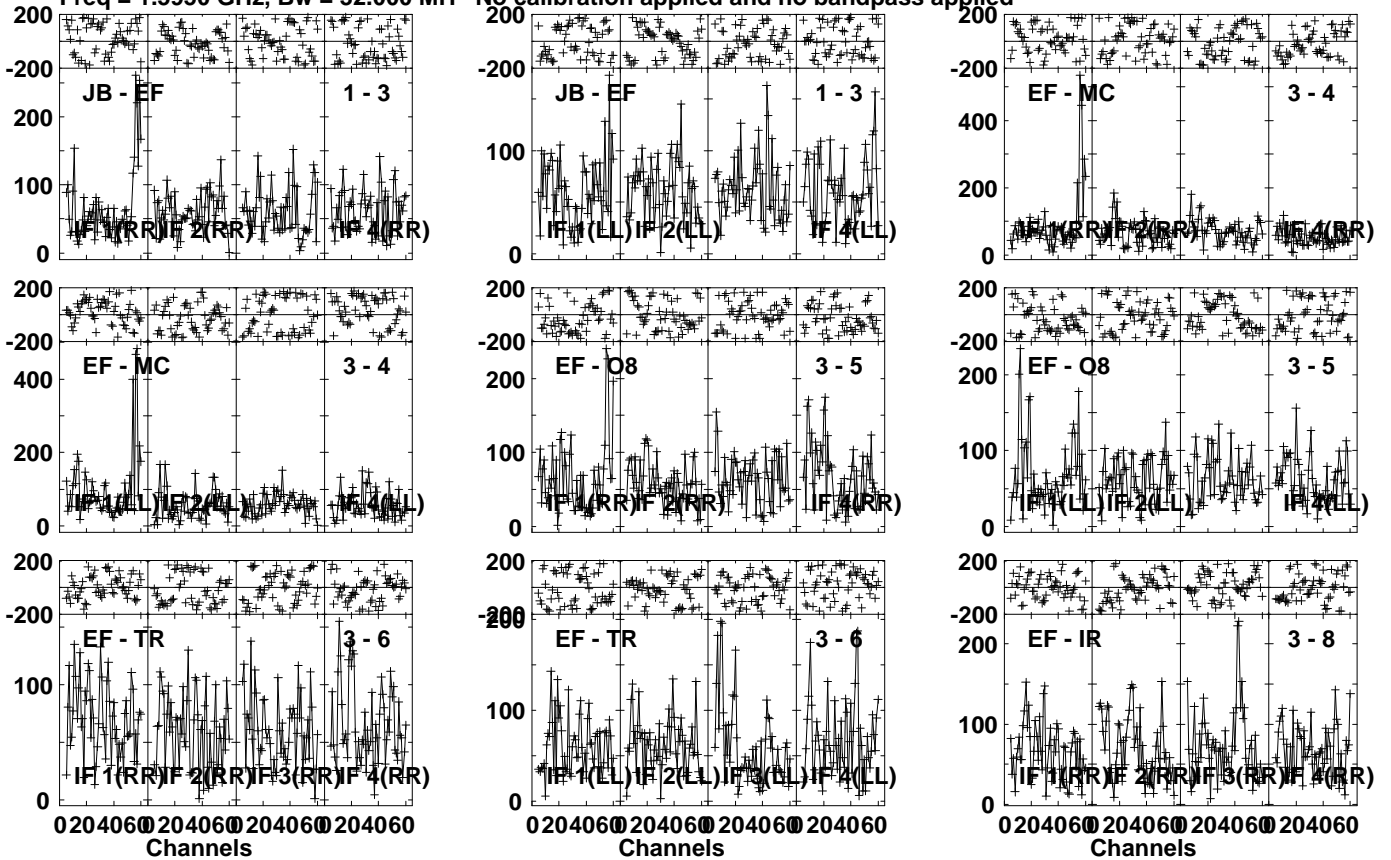 Freq = GHz, Bw = MH No calibration applied and no bandpass applied
200 200 200
-200 -200 -200
JB - EF 1 - 3 JB - EF 1 - 3 EF - MC 3 - 4
200 400
100 100 200
IF 1(RR) IF 2(RR) IF 4(RR) IF 1(LL) IF 2(LL) IF 4(LL) 100 IF 1(RR) IF 2(RR) IF 4(RR)
0 0 0
200 200 200
-200 -200 -200
EF - MC 3 - 4 EF - O8 3 - 5 EF - O8 3 - 5
400 200 200
200 100 100
IF 1(LL) IF 2(LL) IF 4(LL) IF 1(RR) IF 2(RR) IF 4(RR) IF 1(LL) IF 2(LL) IF 4(LL)
0 0 0
200 200 200
-200 -200 -200
EF - TR 3 - 6 200 EF - TR 3 - 6 EF - IR 3 - 8
200
100 100 100
IF 1(RR) IF 2(RR) IF 3(RR) IF 4(RR) IF 1(LL) IF 2(LL) IF 3(LL) IF 4(LL) IF 1(RR) IF 2(RR) IF 3(RR) IF 4(RR)
0 0 0
0 20 40 60 0 20 40 60 0 20 40 60 0 20 40 60 0 20 40 60 0 20 40 60 0 20 40 60 0 20 40 60 0 20 40 60 0 20 40 60 0 20 40 60 0 20 40 60
Channels Channels Channels